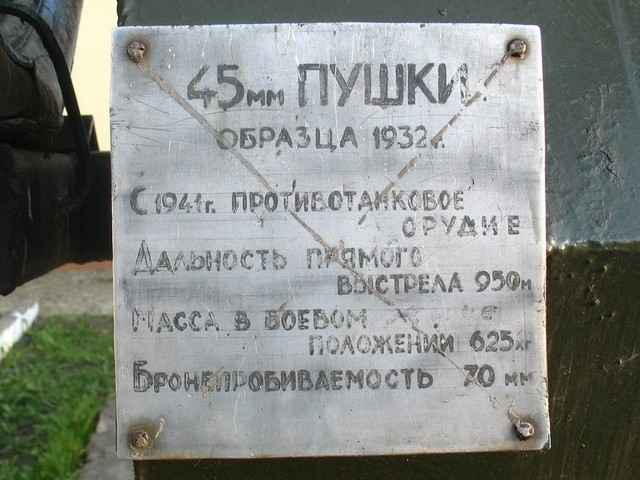 45мм ПУШКИ
ОБРАЗЦА 1932г.
С 1941г. ПРОТИВОТАНКОВОЕ
ОРУДИЕ
ДАЛЬНОСТЬ ПРЯМОГО
ВЫСТРЕЛА 950м
МАССА В БОЕВОМ
ПОЛОЖЕНИИ 625кг
БРОНЕПРОБИВАЕМОСТЬ 70 мм